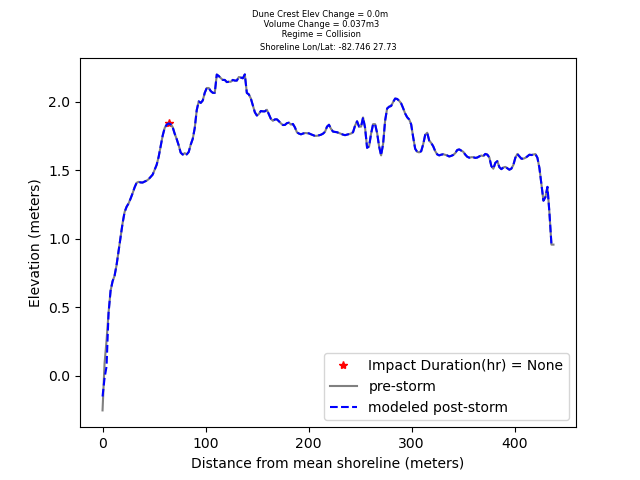 Dune Crest Elev Change = 0.0m
Volume Change = 0.037m3
Regime = Collision
Shoreline Lon/Lat: -82.746 27.73
2.0
1.5
1.0
0.5
0.0
Elevation (meters)
Impact Duration(hr) = None
pre-storm
modeled post-storm
0 100 200 300 400
Distance from mean shoreline (meters)